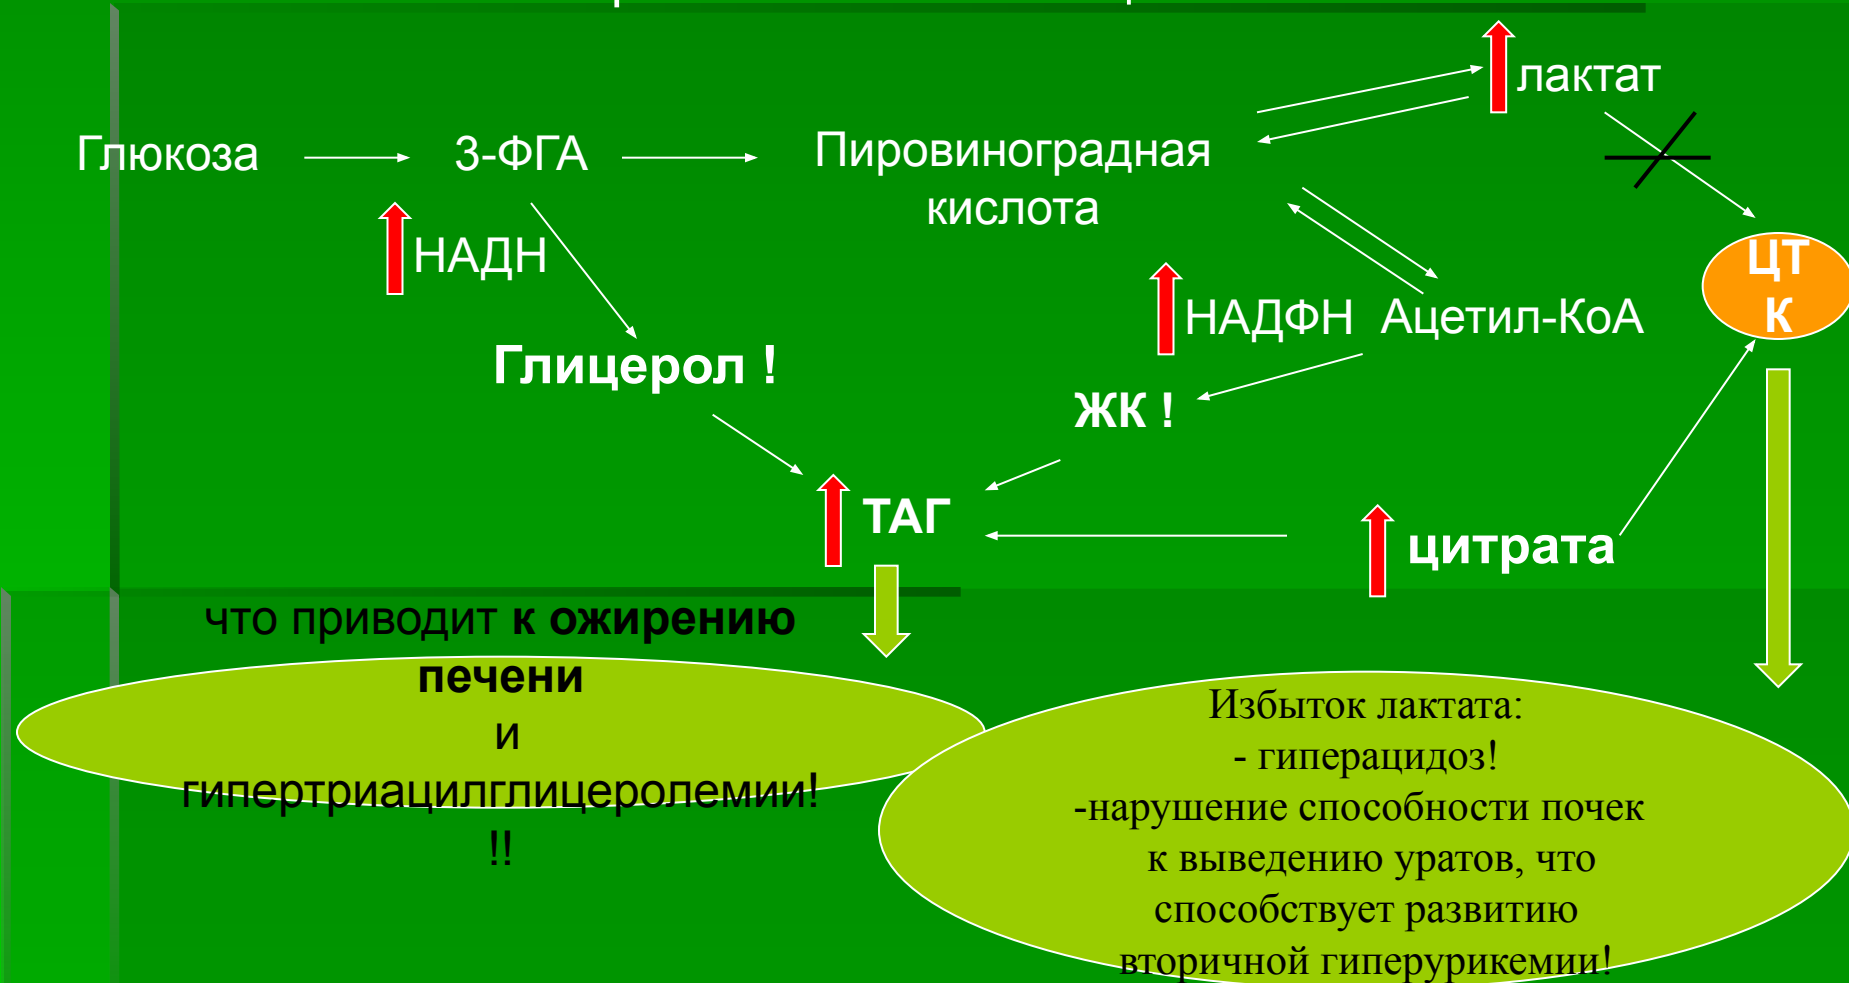 лактат
Глюкоза
3-ФГА
Пировиноградная
кислота
НАДН
ЦТ
К
НАДФН
Ацетил-КоА
Глицерол !
ЖК !
ТАГ
цитрата
что приводит к ожирению
печени
и
гипертриацилглицеролемии!
!!
Избыток лактата:
- гиперацидоз!
-нарушение способности почек
к выведению уратов, что
способствует развитию
вторичной гиперурикемии!